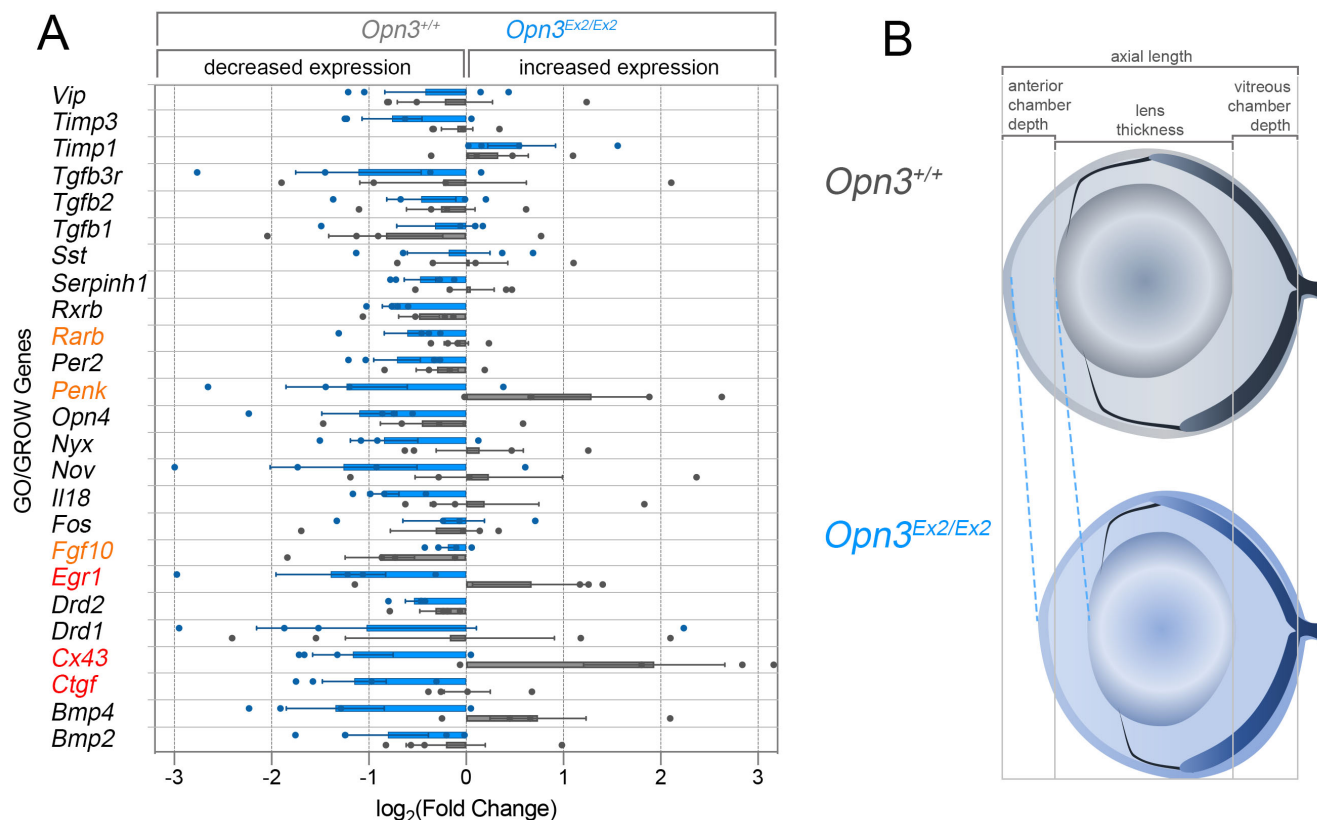 A
Opn3+/+ Opn3Ex2/Ex2
decreased expression increased expression
GO/GROW Genes
Vip
Timp3
Timp1
Tgfb3r
Tgfb2
Tgfb1
Sst
Serpinh1
Rxrb
Rarb
Per2
Penk
Opn4
Nyx
Nov
Il18
Fos
Fgf10
Egr1
Drd2
Drd1
Cx43
Ctgf
Bmp4
Bmp2
-3 -2 -1 0 1 2 3
log2(Fold Change)
B
axial length
anterior
chamber
depth
lens
thickness
vitreous
chamber
depth
Opn3+/+
Opn3Ex2/Ex2